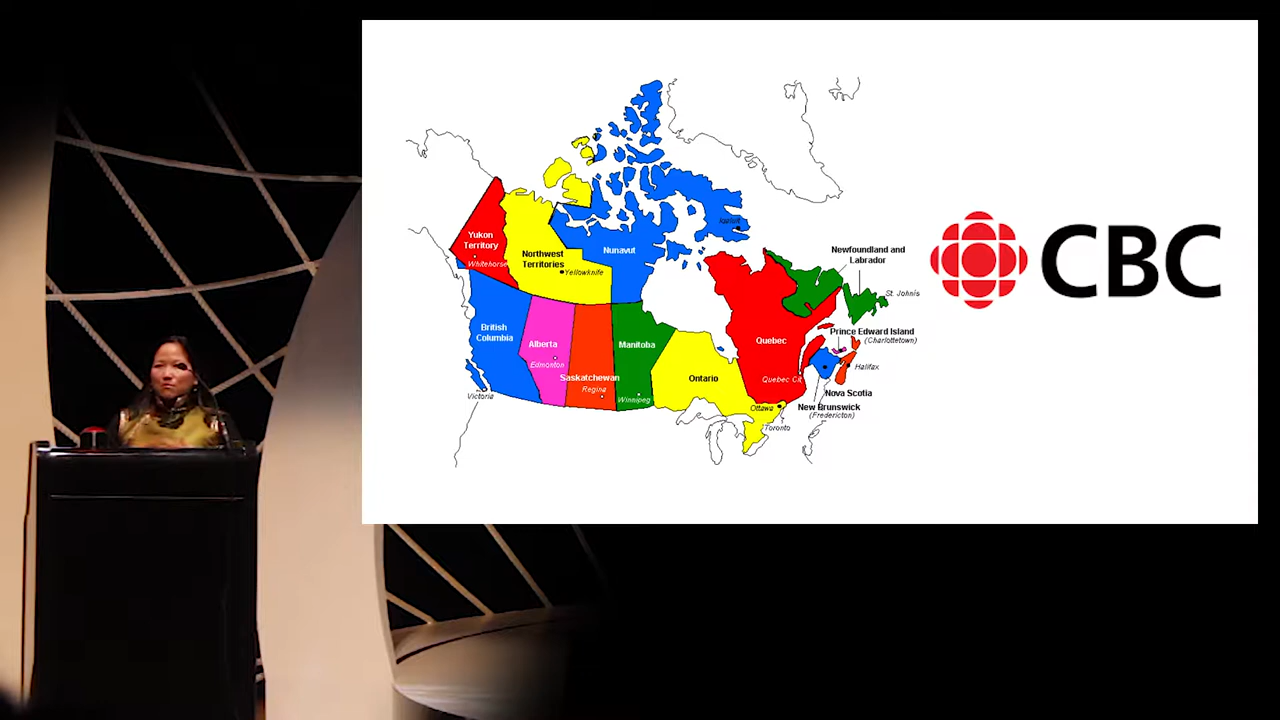 Iqaluit
Yukon
Territory
Whitehorse
Northwest
Territories
Yellowknife
Nunavut
Newfoundland and
Labrador
St. John's
CBC
British
Columbia
Alberta
Edmonton
Saskatchewan
Regina
Manitoba
Winnipeg
Ontario
Quebec
Quebec Cit
Prince Edward Island
(Charlottetown)
Halifax
Nova Scotia
New Brunswick
(Fredericton)
Victoria
Ottawa
Toronto